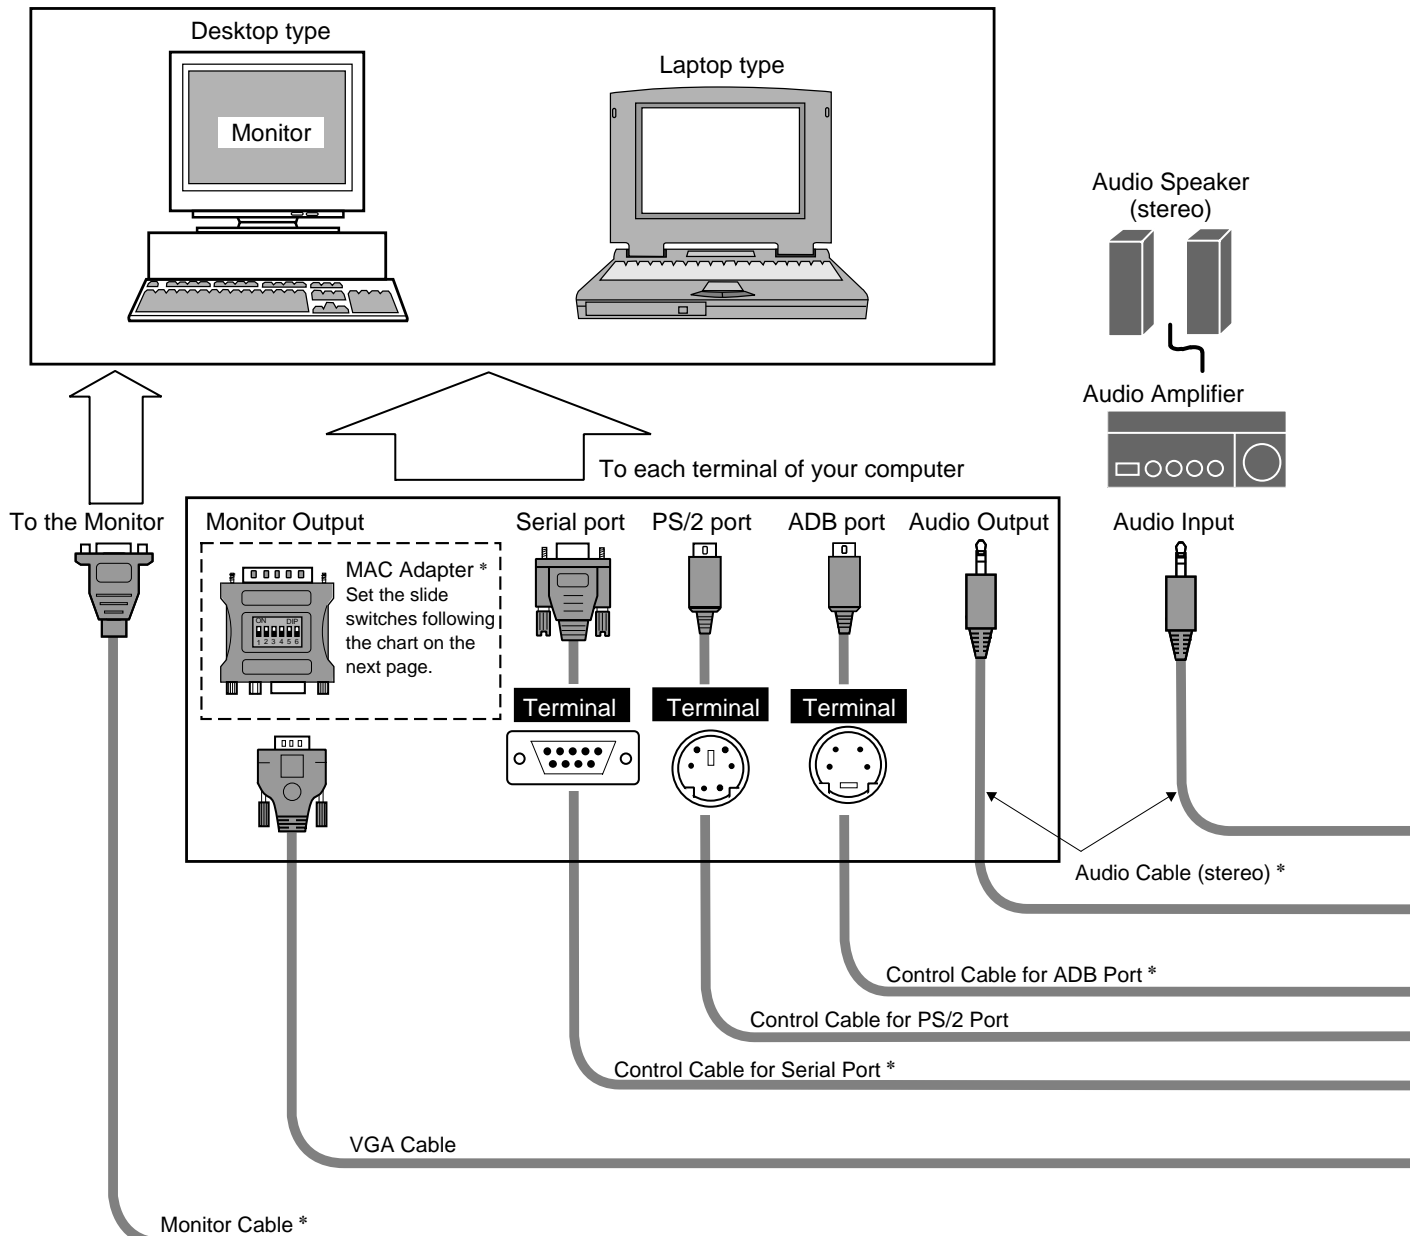 Desktop type
Laptop type
Monitor
Audio Speaker
(stereo)
Audio Amplifier
To each terminal of your computer
To the Monitor
Monitor Output
Serial port
PS/2 port
ADB port
Audio Output
Audio Input
MAC Adapter *
Set the slide
switches following
the chart on the
next page.
ON DIP
1 2 3 4 5 6
Terminal
Terminal
Terminal
Audio Cable (stereo) *
Control Cable for ADB Port *
Control Cable for PS/2 Port
Control Cable for Serial Port *
VGA Cable
Monitor Cable *